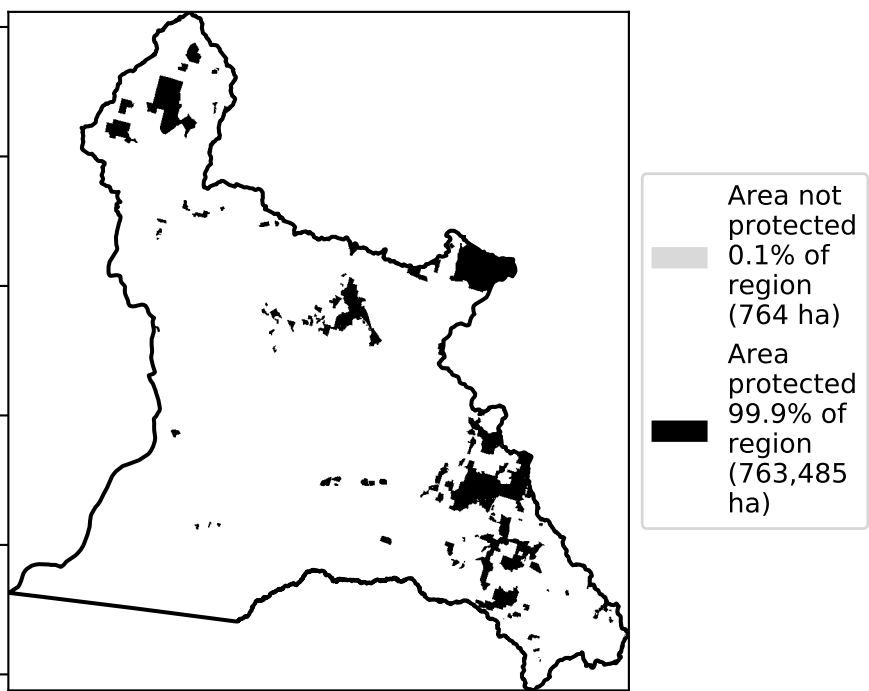 Area not
protected
0.1% of
region
(764 ha)
Area
protected
99.9% of
region
(763,485
ha)